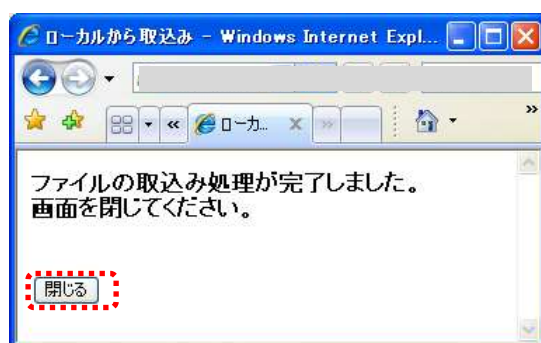 ローカルから取込み - Windows Internet Expl...
ローカ...
ファイルの取込み処理が完了しました。
画面を閉じてください。
閉じる